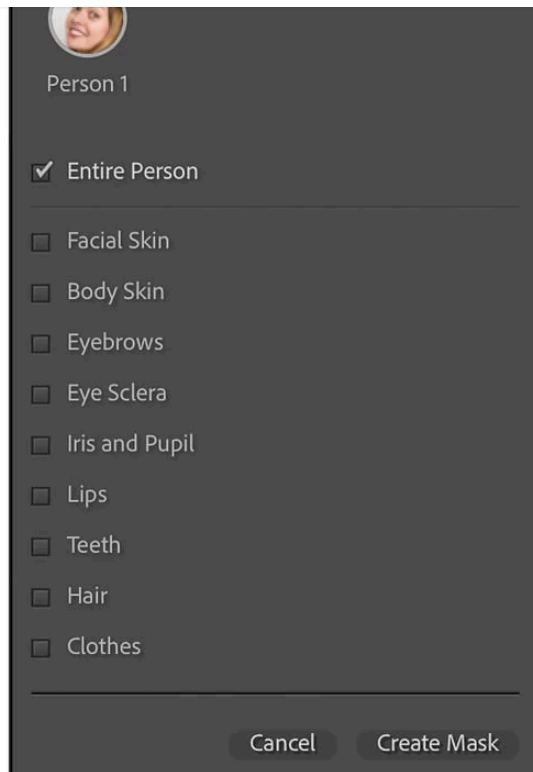 Person 1
Entire Person
Facial Skin
Body Skin
Eyebrows
Eye Sclera
Iris and Pupil
Lips
Teeth
Hair
Clothes
Cancel Create Mask